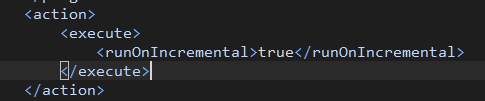 <action>
<execute>
<runOnIncremental>true</runOnIncremental>
</execute>
</action>